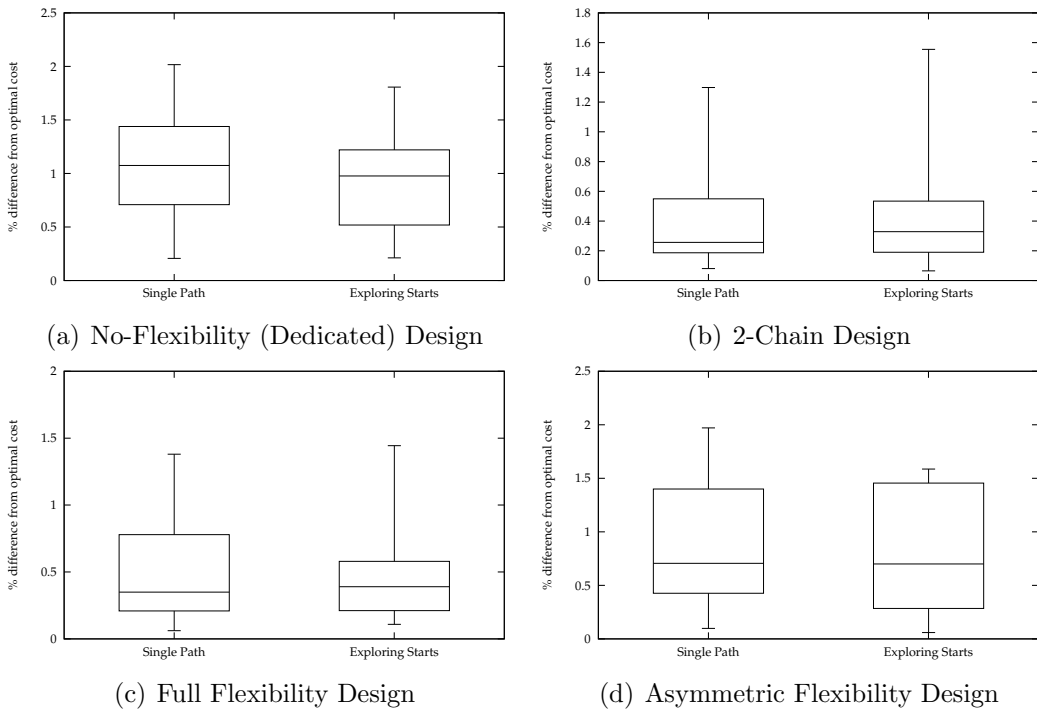 2.5
2
1.5
1
0.5
0
% difference from optimal cost
Single Path Exploring Starts
(a) No-Flexibility (Dedicated) Design
1.8
1.6
1.4
1.2
1
0.8
0.6
0.4
0.2
0
% difference from optimal cost
Single Path Exploring Starts
(b) 2-Chain Design
2
1.5
1
0.5
0
% difference from optimal cost
Single Path Exploring Starts
(c) Full Flexibility Design
2.5
2
1.5
1
0.5
0
% difference from optimal cost
Single Path Exploring Starts
(d) Asymmetric Flexibility Design